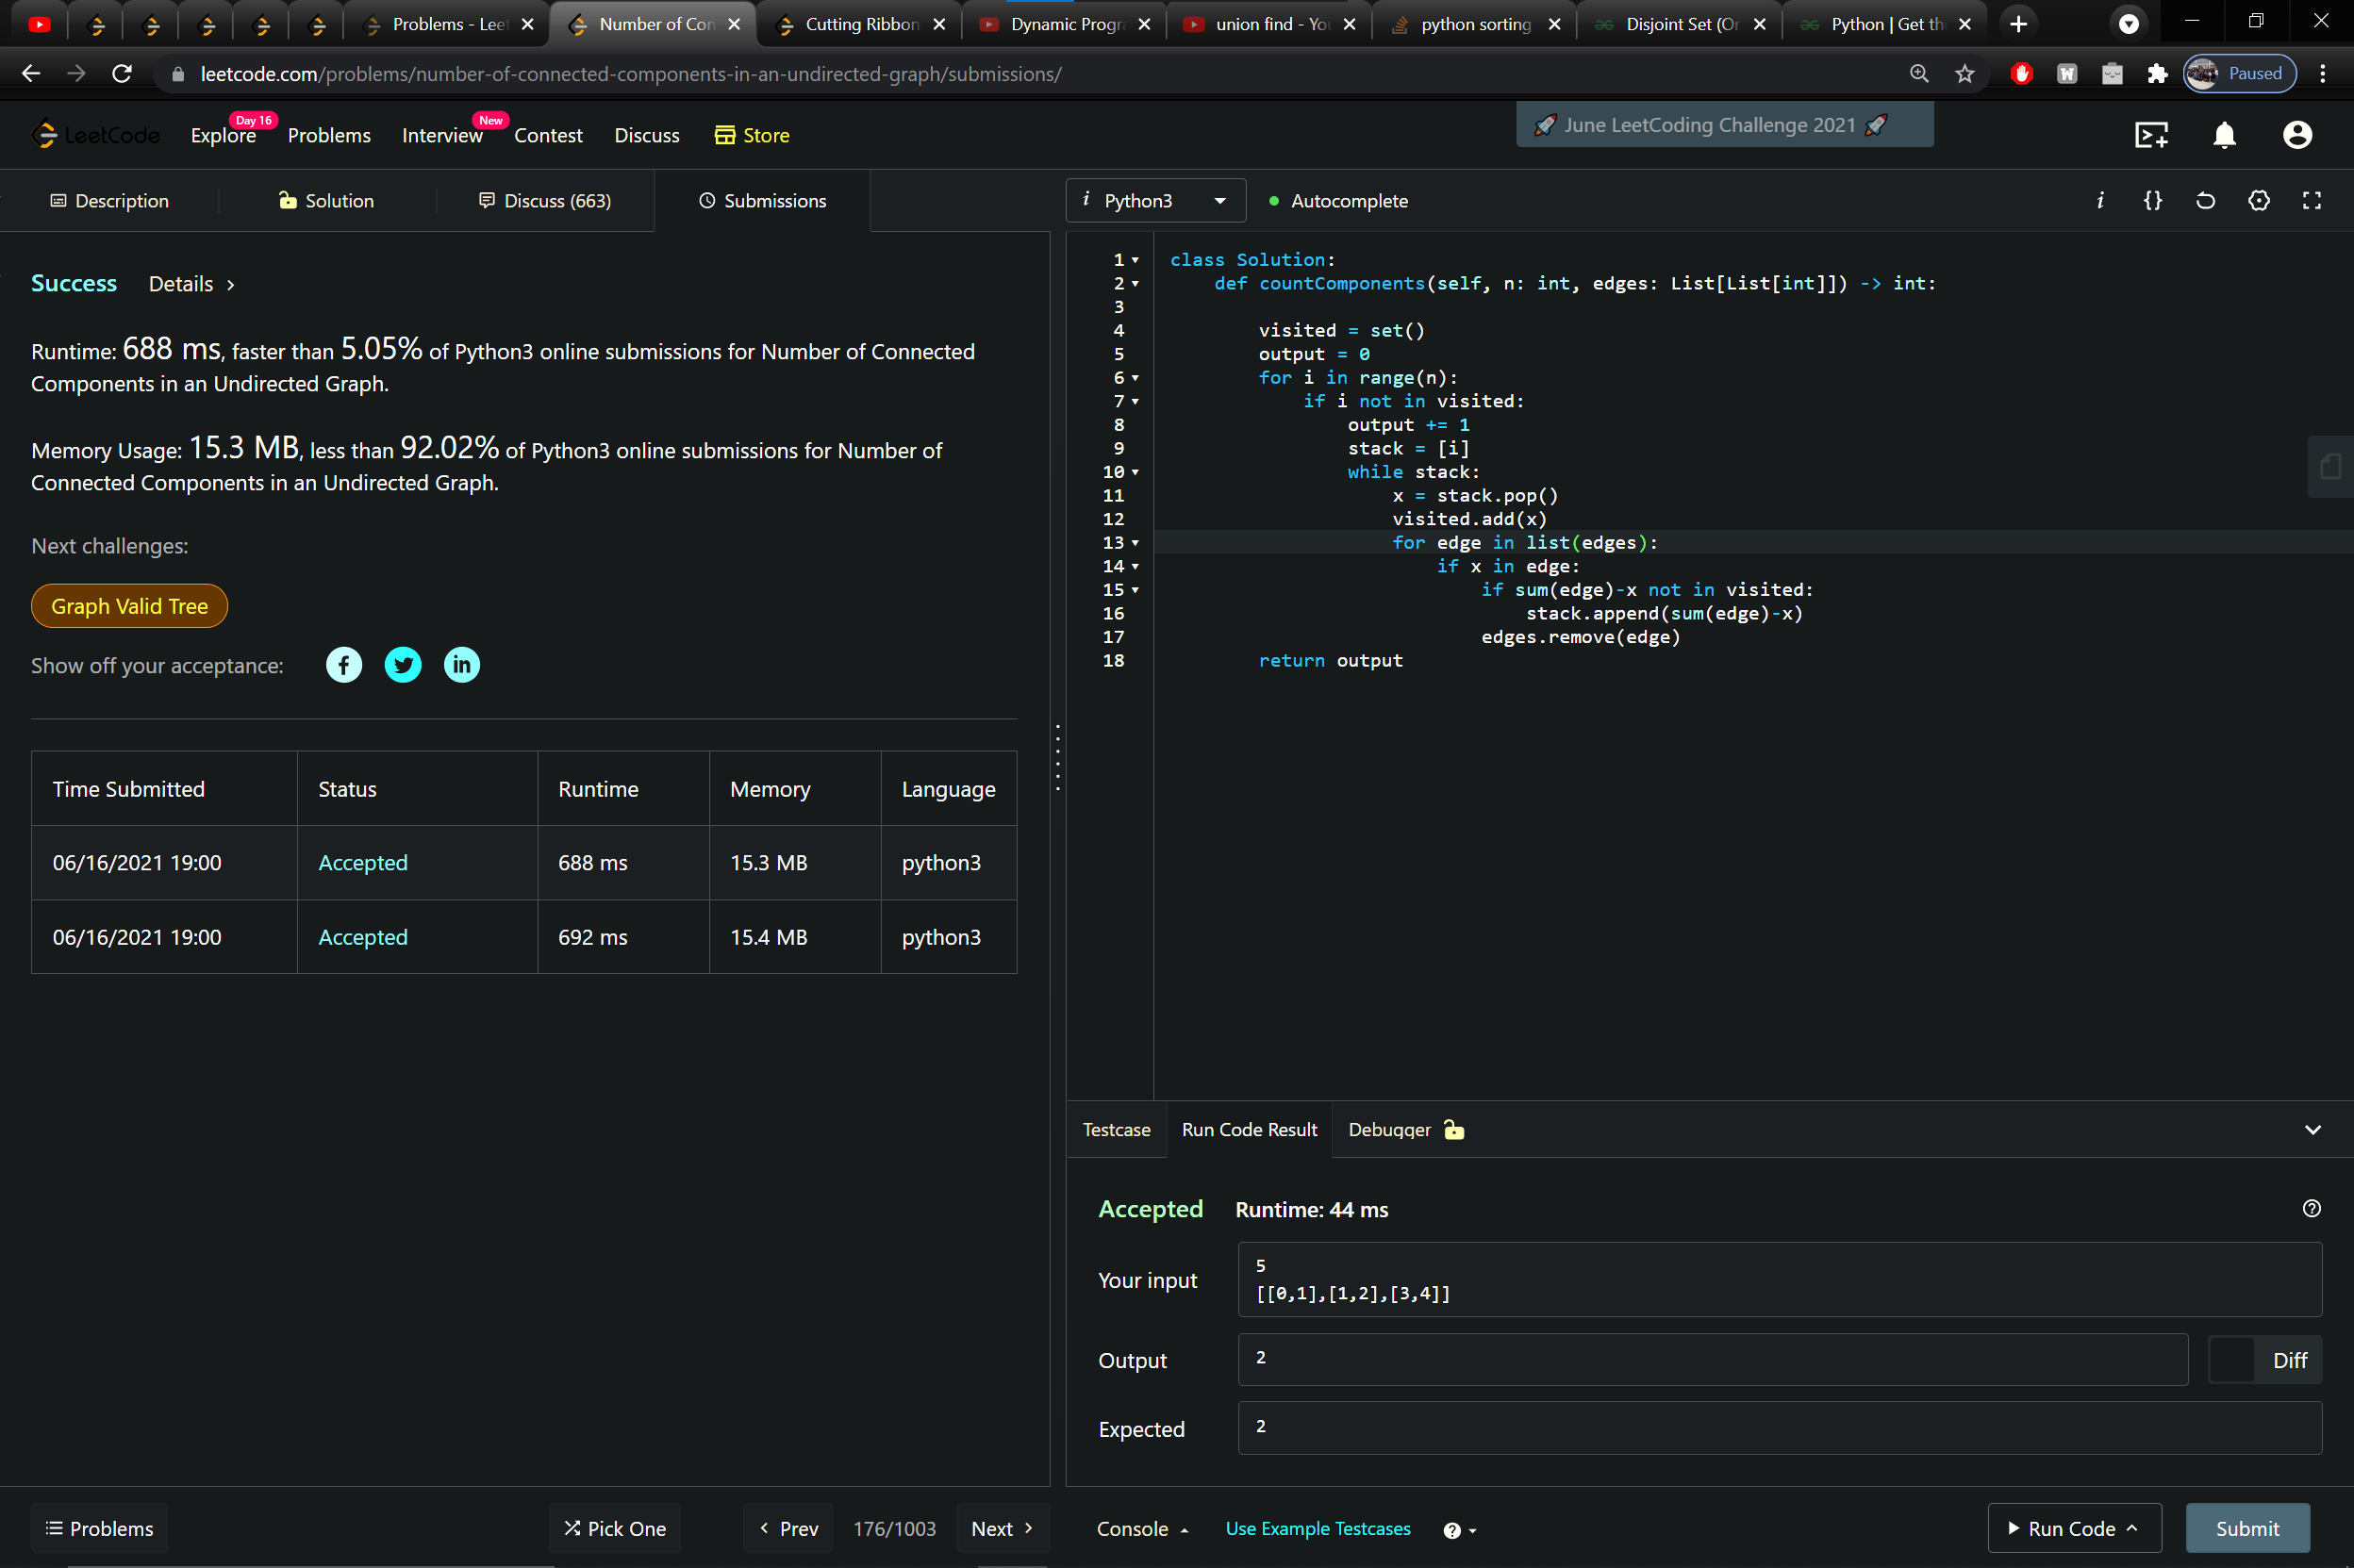 Problems - Leet
Number of Con
Cutting Ribbon
Dynamic Progra
union find - You
python sorting
Disjoint Set (Or
Python | Get th
leetcode.com/problems/number-of-connected-components-in-an-undirected-graph/submissions/
Paused
LeetCode
Explore
Day 16
Problems
Interview
New
Contest
Discuss
Store
🚀 June LeetCoding Challenge 2021 🚀
Description
Solution
Discuss (663)
Submissions
i Python3
Autocomplete
i {}
Success
Details >
Runtime: 688 ms, faster than 5.05% of Python3 online submissions for Number of Connected
Components in an Undirected Graph.
Memory Usage: 15.3 MB, less than 92.02% of Python3 online submissions for Number of
Connected Components in an Undirected Graph.
Next challenges:
Graph Valid Tree
Show off your acceptance:
Time Submitted Status Runtime Memory Language
06/16/2021 19:00 Accepted 688 ms 15.3 MB python3
06/16/2021 19:00 Accepted 692 ms 15.4 MB python3
1 class Solution:
2 def countComponents(self, n: int, edges: List[List[int]]) -> int:
3
4 visited = set()
5 output = 0
6 for i in range(n):
7 if i not in visited:
8 output += 1
9 stack = [i]
10 while stack:
11 x = stack.pop()
12 visited.add(x)
13 for edge in list(edges):
14 if x in edge:
15 if sum(edge)-x not in visited:
16 stack.append(sum(edge)-x)
17 edges.remove(edge)
18 return output
Testcase
Run Code Result
Debugger
Accepted
Runtime: 44 ms
Your input
5
[[0,1],[1,2],[3,4]]
Output
2
Diff
Expected
2
Problems
Pick One
< Prev
176/1003
Next >
Console
Use Example Testcases
Run Code
Submit